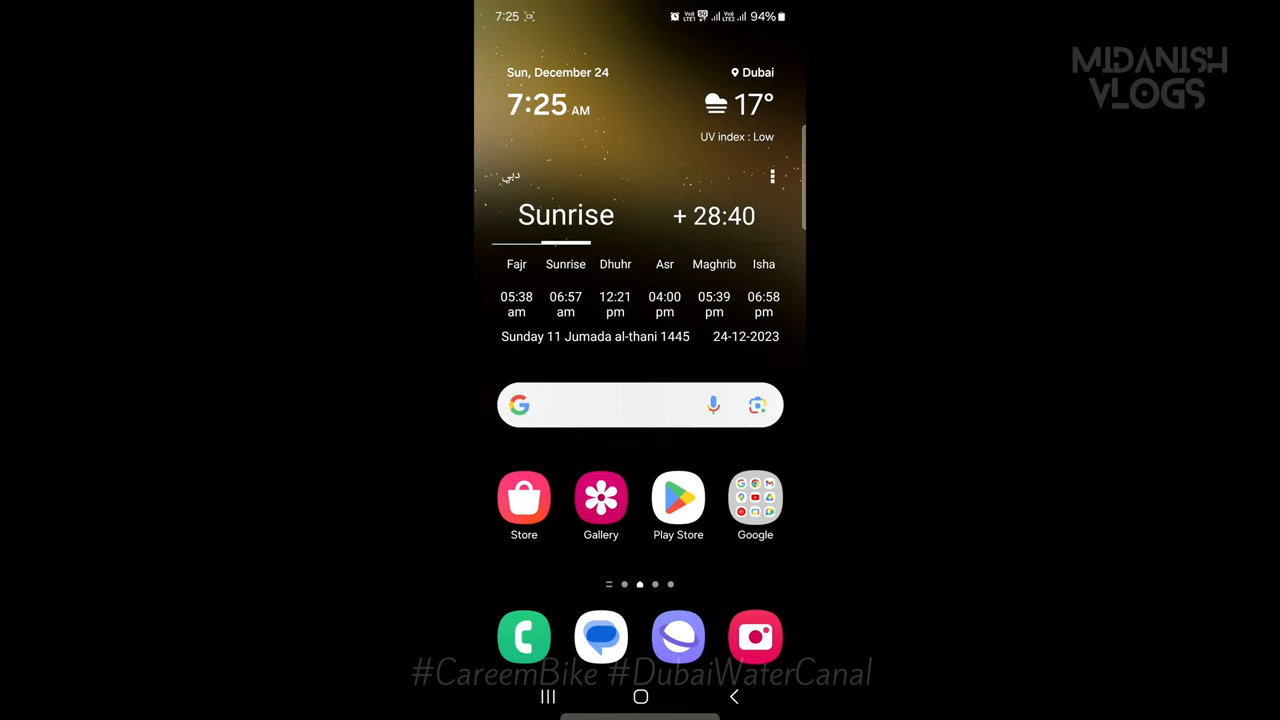 7:25 94%
MIDANISH
VLOGS
Sun, December 24 Dubai
7:25 AM 17°
UV index : Low
دبي
Sunrise + 28:40
Fajr Sunrise Dhuhr Asr Maghrib Isha
05:38 06:57 12:21 04:00 05:39 06:58
am am pm pm pm pm
Sunday 11 Jumada al-thani 1445 24-12-2023
Store Gallery Play Store Google
#CareemBike #DubaiWaterCanal